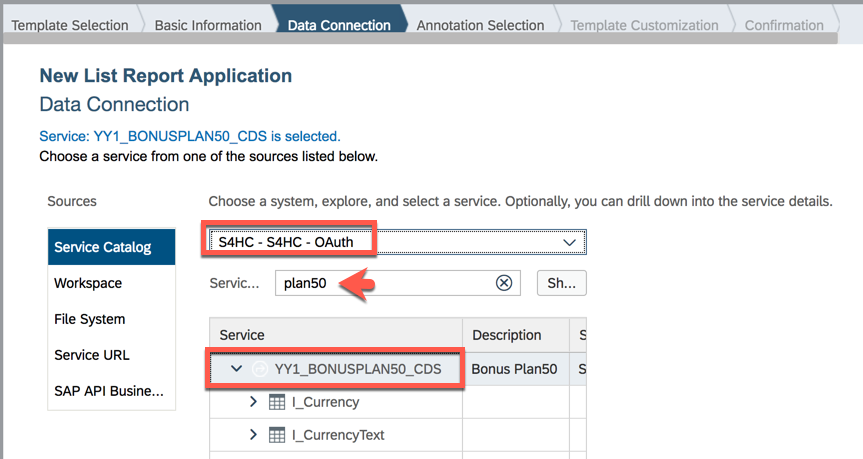 Template Selection Basic Information Data Connection Annotation Selection Template Customization Confirmation
New List Report Application
Data Connection
Service: YY1_BONUSPLAN50_CDS is selected.
Choose a service from one of the sources listed below.
Sources
Service Catalog
Workspace
File System
Service URL
SAP API Busine...
Choose a system, explore, and select a service. Optionally, you can drill down into the service details.
S4HC - S4HC - OAuth
Servic... plan50 Sh...
Service Description S
YY1_BONUSPLAN50_CDS Bonus Plan50 S
I_Currency
I_CurrencyText